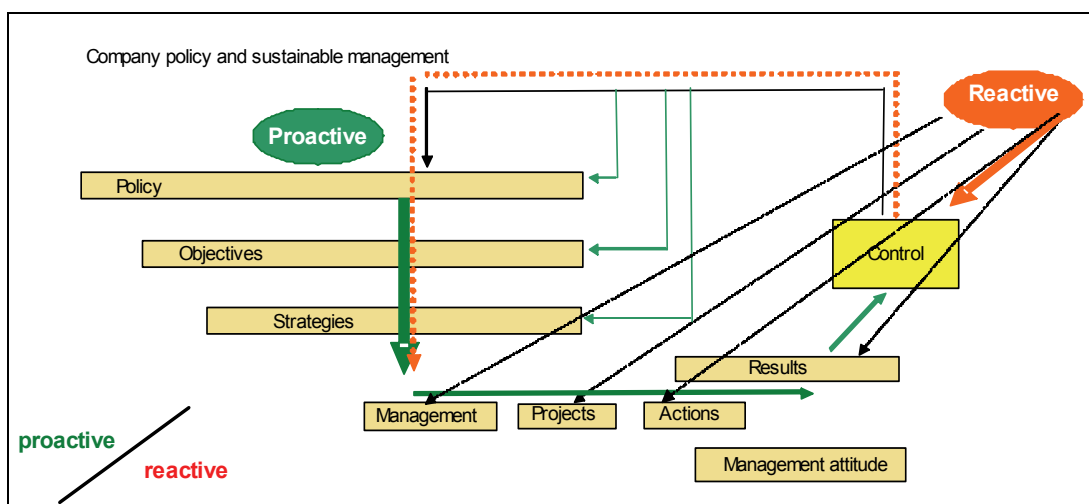 Company policy and sustainable management
Reactive
Proactive
Policy
Objectives
Control
Strategies
Results
Management
Projects
Actions
proactive
reactive
Management attitude